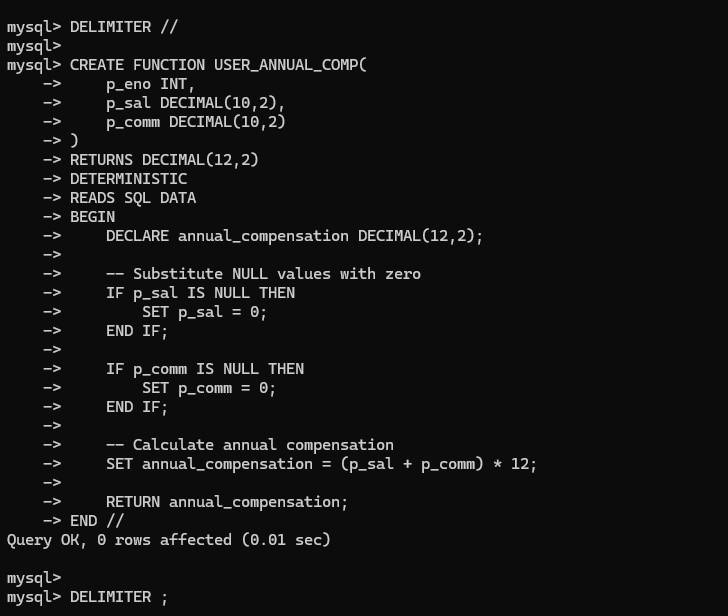 mysql> DELIMITER //
mysql>
mysql> CREATE FUNCTION USER_ANNUAL_COMP(
    ->     p_eno INT,
    ->     p_sal DECIMAL(10,2),
    ->     p_comm DECIMAL(10,2)
    -> )
    -> RETURNS DECIMAL(12,2)
    -> DETERMINISTIC
    -> READS SQL DATA
    -> BEGIN
    ->     DECLARE annual_compensation DECIMAL(12,2);
    ->
    ->     -- Substitute NULL values with zero
    ->     IF p_sal IS NULL THEN
    ->         SET p_sal = 0;
    ->     END IF;
    ->
    ->     IF p_comm IS NULL THEN
    ->         SET p_comm = 0;
    ->     END IF;
    ->
    ->     -- Calculate annual compensation
    ->     SET annual_compensation = (p_sal + p_comm) * 12;
    ->
    ->     RETURN annual_compensation;
    -> END //
Query OK, 0 rows affected (0.01 sec)

mysql>
mysql> DELIMITER ;